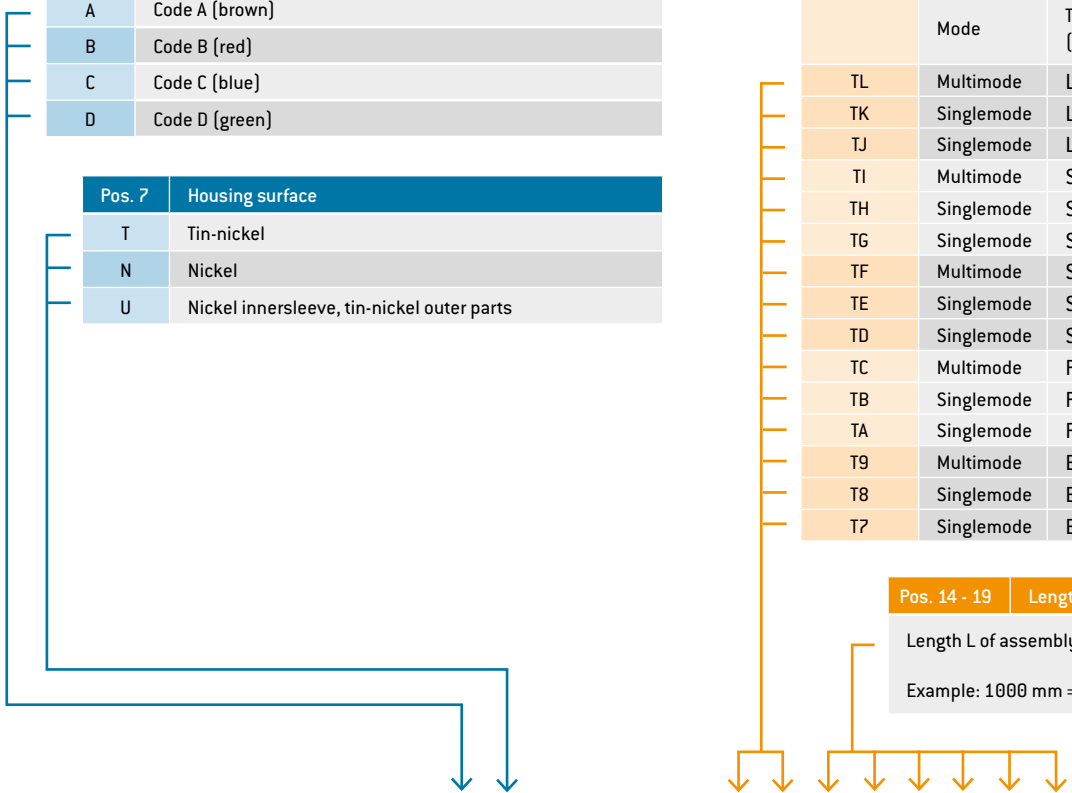 A Code A (brown)
B Code B (red)
C Code C (blue)
D Code D (green)
Pos. 7 Housing surface
T Tin-nickel
N Nickel
U Nickel innersleeve, tin-nickel outer parts
Mode
TL Multimode
TK Singlemode
TJ Singlemode
TI Multimode
TH Singlemode
TG Singlemode
TF Multimode
TE Singlemode
TD Singlemode
TC Multimode
TB Singlemode
TA Singlemode
T9 Multimode
T8 Singlemode
T7 Singlemode
Pos. 14 - 19
Length L of assembly
Example: 1000 mm =